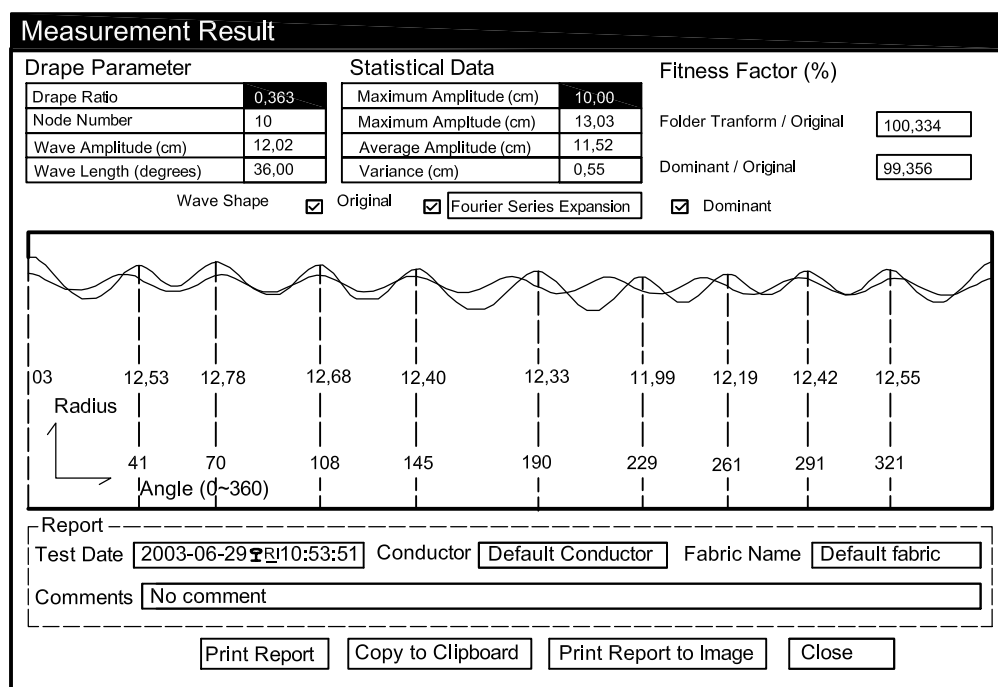 Measurement Result
Drape Parameter
Drape Ratio 0,363
Node Number 10
Wave Amplitude (cm) 12,02
Wave Length (degrees) 36,00
Statistical Data
Maximum Amplitude (cm) 10,00
Maximum Ampltude (cm) 13,03
Average Amplitude (cm) 11,52
Variance (cm) 0,55
Fitness Factor (%)
Folder Tranform / Original 100,334
Dominant / Original 99,356
Wave Shape Original Fourier Series Expansion Dominant
03 12,53 12,78 12,68 12,40 12,33 11,99 12,19 12,42 12,55
Radius
41 70 108 145 190 229 261 291 321
Angle (0~360)
Report
Test Date 2003-06-29 10:53:51 Conductor Default Conductor Fabric Name Default fabric
Comments No comment
Print Report Copy to Clipboard Print Report to Image Close